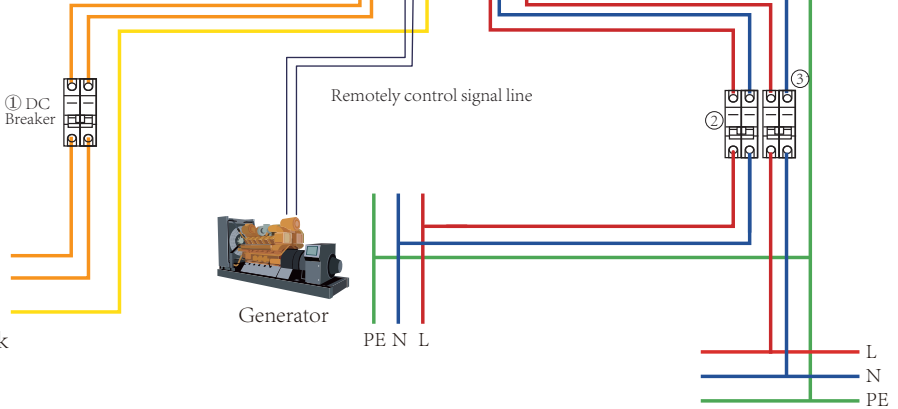 ① DC
Breaker
Remotely control signal line
②
③
Generator
k
PE N L
L
N
PE